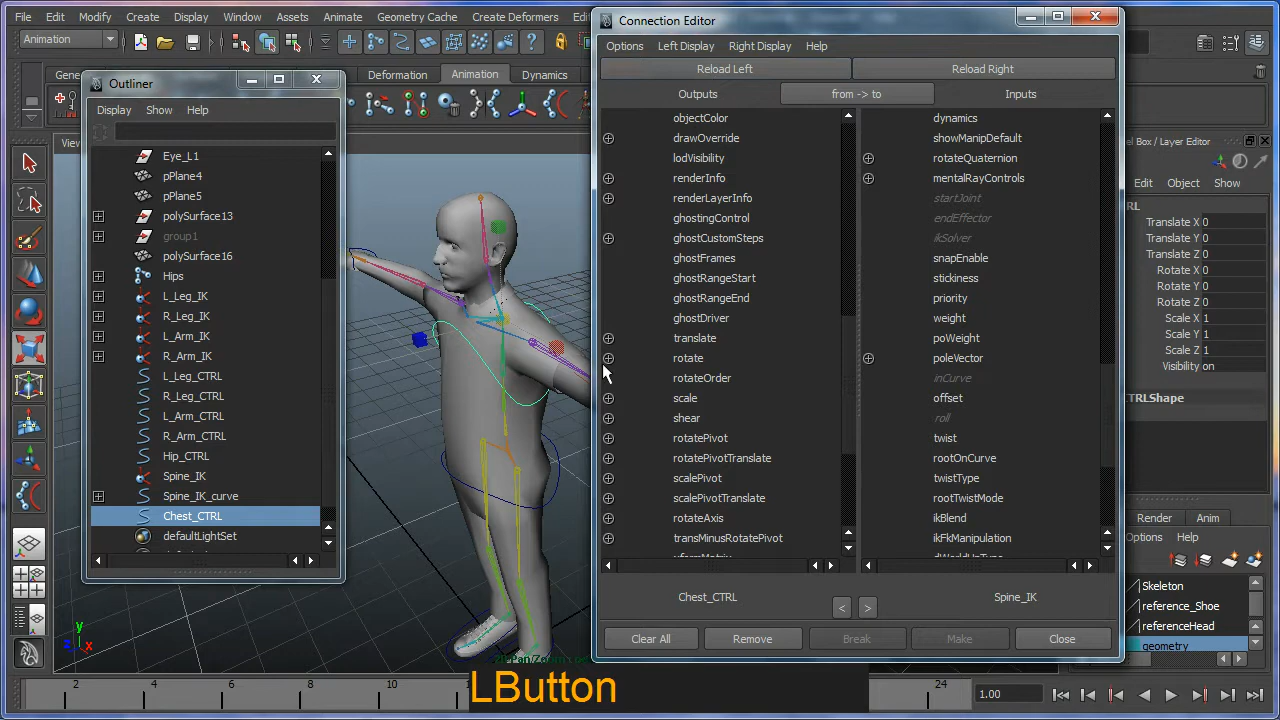 File Edit Modify Create Display Window Assets Animate Geometry Cache Create Deformers
Connection Editor
Animation
Options Left Display Right Display Help
Reload Left Reload Right
Deformation Animation Dynamics
Outliner
Outputs from -> to Inputs
Display Show Help
objectColor dynamics
drawOverride showManipDefault
Layer Editor
Eye_L1 lodVisibility rotateQuaternion
pPlane4 renderInfo mentalRayControls
Edit Object Show
pPlane5 renderLayerInfo startJoint
polySurface13 ghostingControl endEffector
Translate X 0
group1 ghostCustomSteps ikSolver
Translate Y 0
polySurface16 ghostFrames snapEnable
Translate Z 0
Hips ghostRangeStart stickiness
Rotate X 0
L_Leg_IK ghostRangeEnd priority
Rotate Y 0
R_Leg_IK ghostDriver weight
Rotate Z 0
L_Arm_IK translate poWeight
Scale X 1
R_Arm_IK rotate poleVector
Scale Y 1
L_Leg_CTRL rotateOrder inCurve
Scale Z 1
Visibility on
R_Leg_CTRL scale offset
CTRLShape
L_Arm_CTRL shear roll
R_Arm_CTRL rotatePivot twist
Hip_CTRL rotatePivotTranslate rootOnCurve
Spine_IK scalePivot twistType
Spine_IK_curve scalePivotTranslate rootTwistMode
Chest_CTRL rotateAxis ikBlend
Render Anim
defaultLightSet transMinusRotatePivot ikFkManipulation
Options Help
Skeleton
Chest_CTRL < > Spine_IK
reference_Shoe
referenceHead
Clear All Remove Break Make Close
geometry
y
z x
LButton
2 4 6 8 10 24 1.00